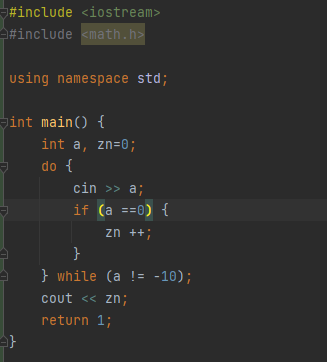 #include <iostream>
#include <math.h>
using namespace std;
int main() {
int a, zn=0;
do {
cin >> a;
if (a ==0) {
zn ++;
}
} while (a != -10);
cout << zn;
return 1;
}